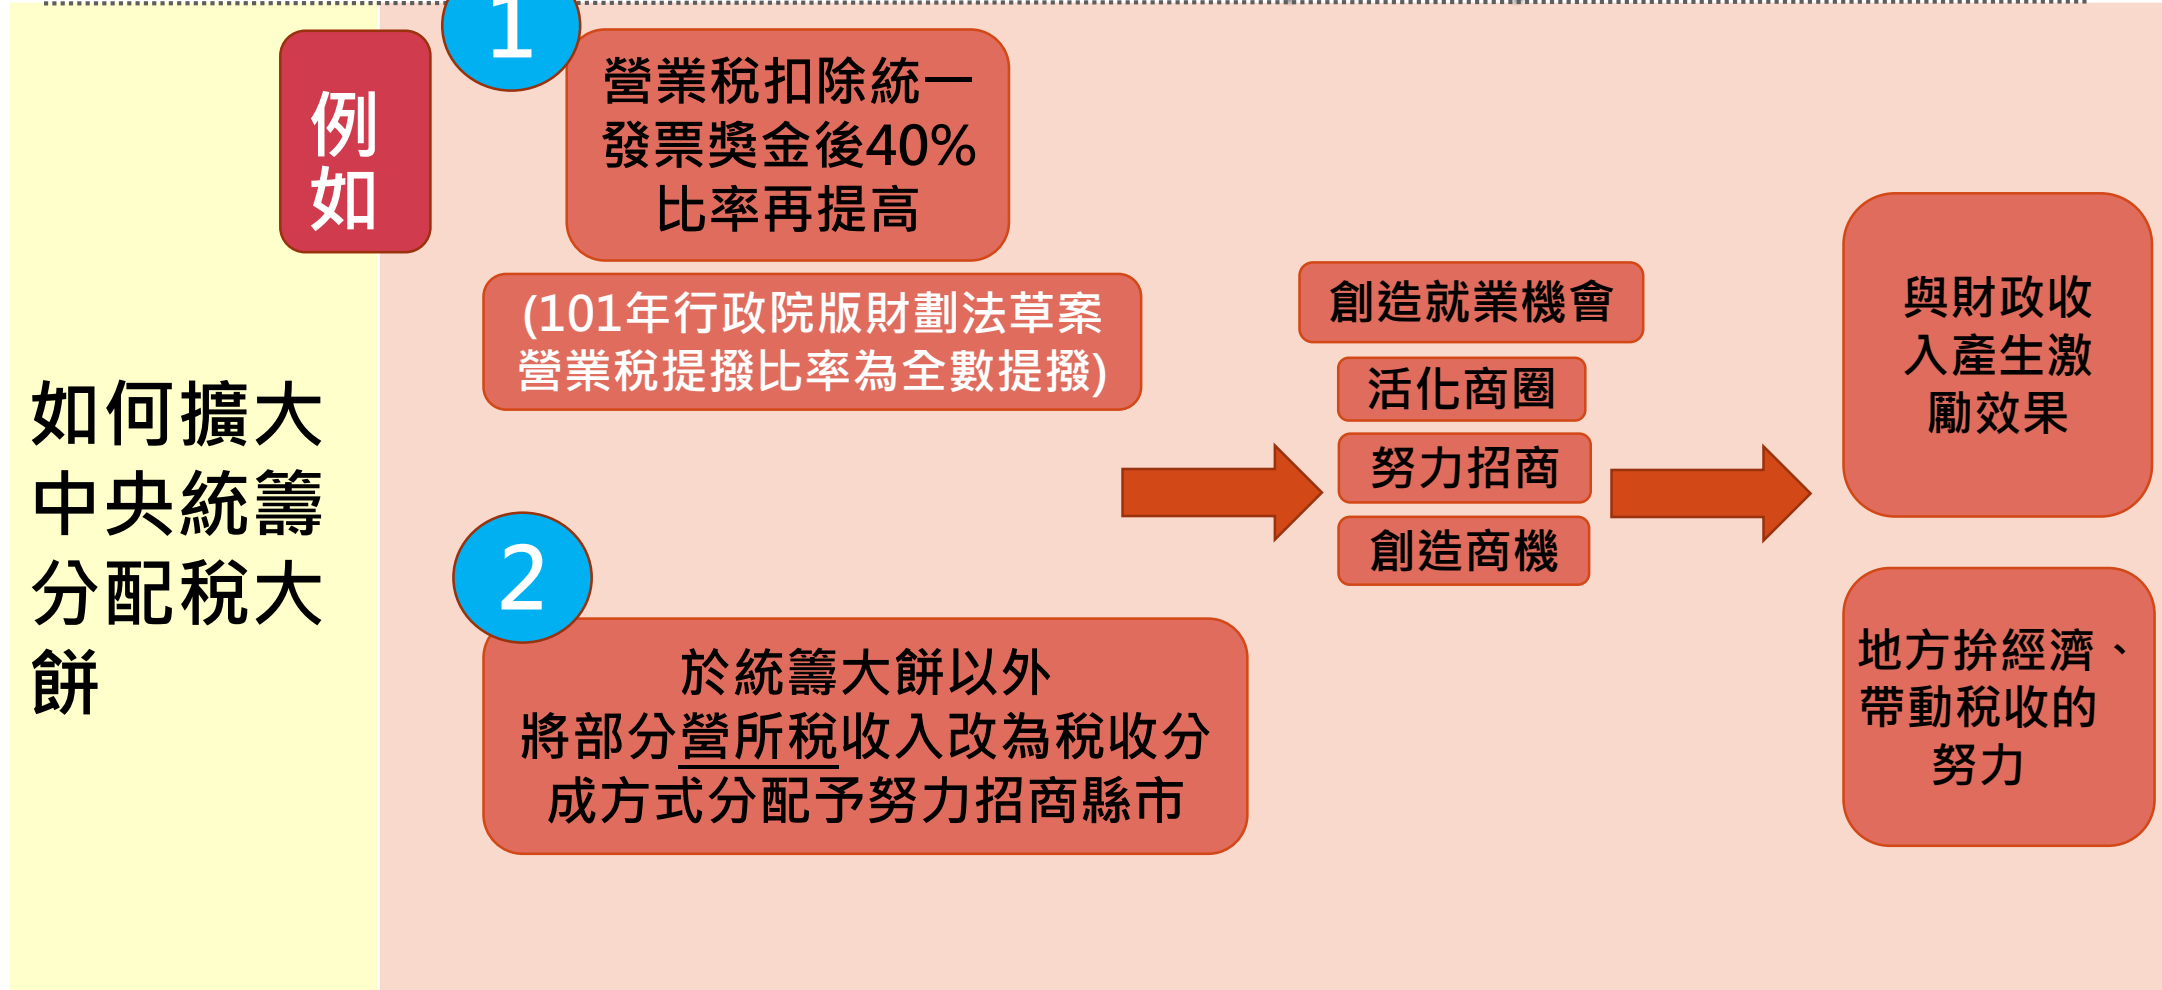 如何擴大
中央統籌
分配稅大
餅
例
如
1
營業稅扣除統一
發票獎金後40%
比率再提高
(101年行政院版財劃法草案
營業稅提撥比率為全數提撥)
2
於統籌大餅以外
將部分營所稅收入改為稅收分
成方式分配予努力招商縣市
創造就業機會
活化商圈
努力招商
創造商機
與財政收
入產生激
勵效果
地方拚經濟、
帶動稅收的
努力